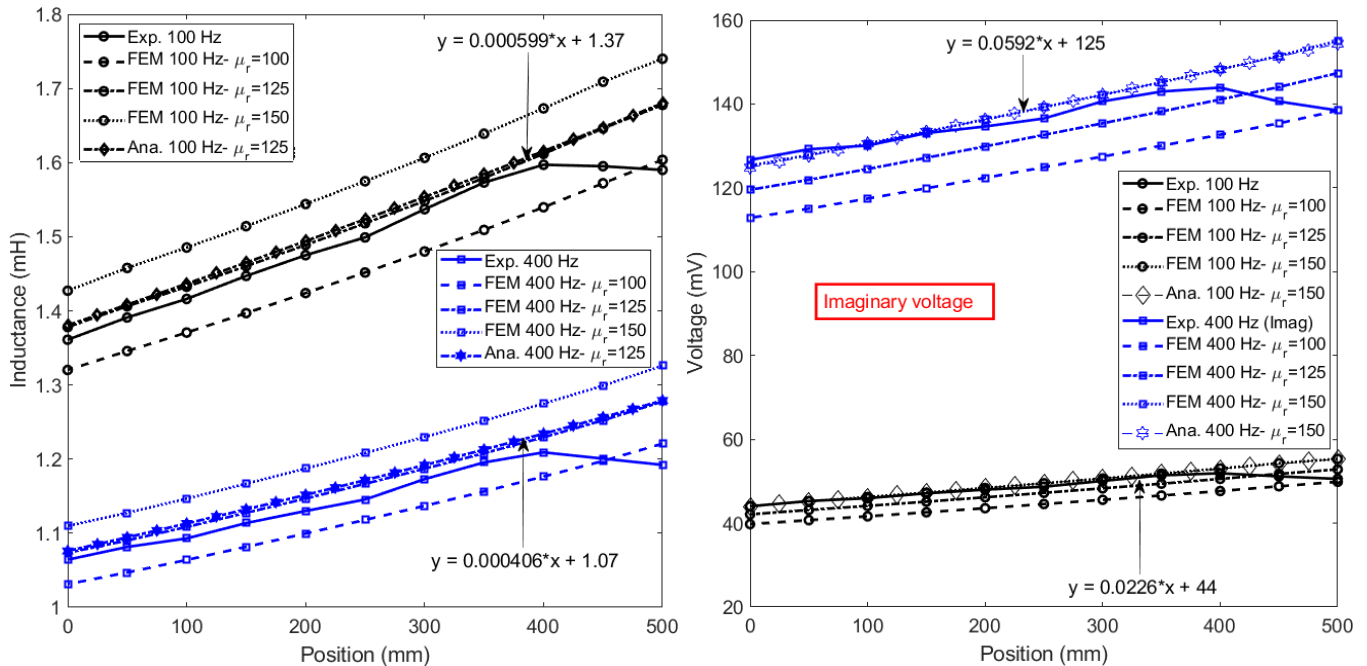 1.8
1.7
1.6
1.5
1.4
1.3
1.2
1.1
1
Inductance (mH)
Exp. 100 Hz
FEM 100 Hz- μr=100
FEM 100 Hz- μr=125
FEM 100 Hz- μr=150
Ana. 100 Hz- μr=125
y = 0.000599*x + 1.37
Exp. 400 Hz
FEM 400 Hz- μr=100
FEM 400 Hz- μr=125
FEM 400 Hz- μr=150
Ana. 400 Hz- μr=125
y = 0.000406*x + 1.07
0 100 200 300 400 500
Position (mm)
160
140
120
100
80
60
40
20
Voltage (mV)
y = 0.0592*x + 125
Imaginary voltage
Exp. 100 Hz
FEM 100 Hz- μr=100
FEM 100 Hz- μr=125
FEM 100 Hz- μr=150
Ana. 100 Hz- μr=150
Exp. 400 Hz (Imag)
FEM 400 Hz- μr=100
FEM 400 Hz- μr=125
FEM 400 Hz- μr=150
Ana. 400 Hz- μr=150
y = 0.0226*x + 44
0 100 200 300 400 500
Position (mm)